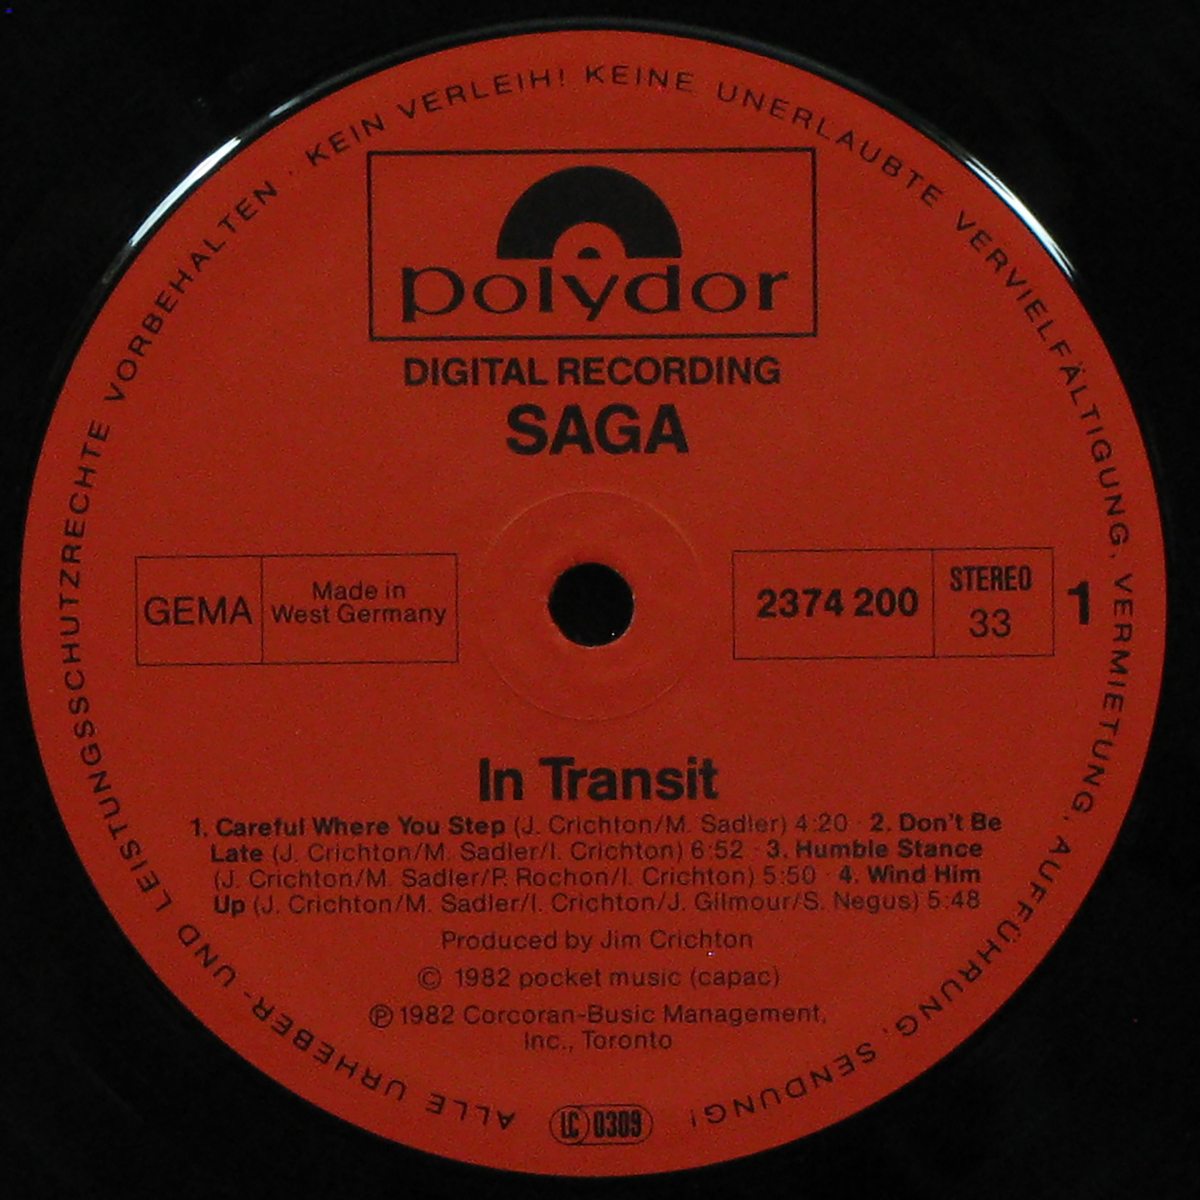 ALLE URHEBER- UND LEISTUNGSSCHUTZRECHTE VORBEHALTEN · KEIN VERLEIH! KEINE UNERLAUBTE VERVIELFÄLTIGUNG, VERMIETUNG, AUFFÜHRUNG, SENDUNG!
polydor
DIGITAL RECORDING
SAGA
GEMA
Made in
West Germany
2374 200
STEREO
33
1
In Transit
1. Careful Where You Step (J. Crichton/M. Sadler) 4:20 · 2. Don't Be
Late (J. Crichton/M. Sadler/I. Crichton) 6:52 · 3. Humble Stance
(J. Crichton/M. Sadler/P. Rochon/I. Crichton) 5:50 · 4. Wind Him
Up (J. Crichton/M. Sadler/I. Crichton/J. Gilmour/S. Negus) 5:48
Produced by Jim Crichton
© 1982 pocket music (capac)
℗ 1982 Corcoran-Busic Management,
Inc., Toronto
LC 0309